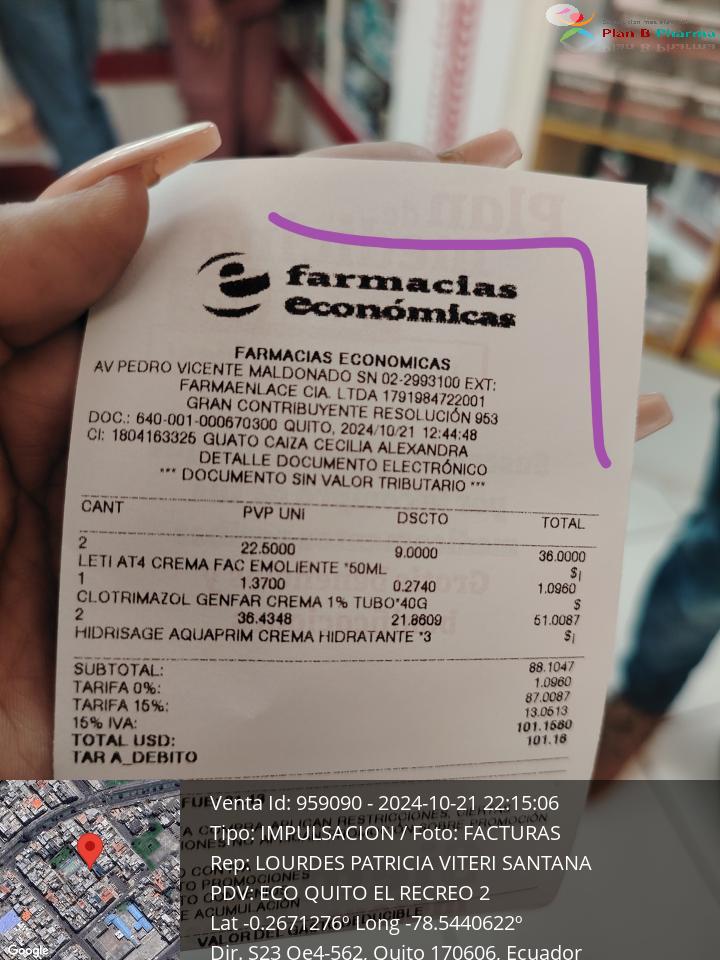 Plan B Pharma
farmacias
económicas
FARMACIAS ECONOMICAS
AV PEDRO VICENTE MALDONADO SN 02-2993100 EXT:
FARMAENLACE CIA. LTDA 1791984722001
GRAN CONTRIBUYENTE RESOLUCIÓN 953
DOC.: 640-001-000670300 QUITO, 2024/10/21 12:44:48
CI: 1804163325 GUATO CAIZA CECILIA ALEXANDRA
DETALLE DOCUMENTO ELECTRÓNICO
*** DOCUMENTO SIN VALOR TRIBUTARIO ***
CANT PVP UNI DSCTO TOTAL
2 22.5000 9.0000 36.0000
LETI AT4 CREMA FAC EMOLIENTE *50ML $|
1 1.3700 0.2740 1.0960
CLOTRIMAZOL GENFAR CREMA 1% TUBO*40G $
2 36.4348 21.8609 51.0087
HIDRISAGE AQUAPRIM CREMA HIDRATANTE *3 $|
SUBTOTAL: 88.1047
TARIFA 0%: 1.0960
TARIFA 15%: 87.0087
15% IVA: 13.0513
TOTAL USD: 101.1560
TAR A_DEBITO 101.16
Venta Id: 959090 - 2024-10-21 22:15:06
Tipo: IMPULSACION / Foto: FACTURAS
Rep: LOURDES PATRICIA VITERI SANTANA
PDV: ECO QUITO EL RECREO 2
Lat -0.2671276º Long -78.5440622º
Dir. S23 Oe4-562, Quito 170606, Ecuador
PROMOCIONES
ACUMULACION
VALOR DEL
Google